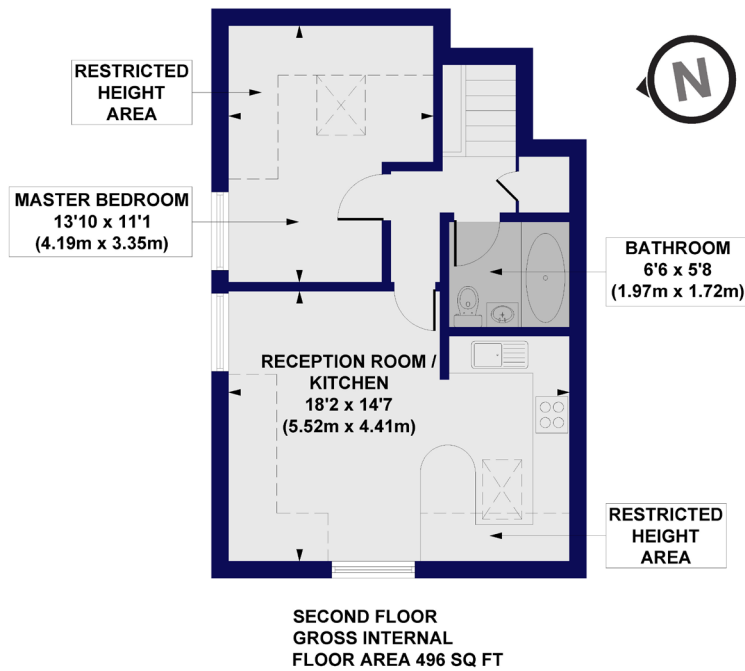 RESTRICTED
HEIGHT
AREA
N
MASTER BEDROOM
13'10 x 11'1
(4.19m x 3.35m)
BATHROOM
6'6 x 5'8
(1.97m x 1.72m)
RECEPTION ROOM /
KITCHEN
18'2 x 14'7
(5.52m x 4.41m)
RESTRICTED
HEIGHT
AREA
SECOND FLOOR
GROSS INTERNAL
FLOOR AREA 496 SQ FT